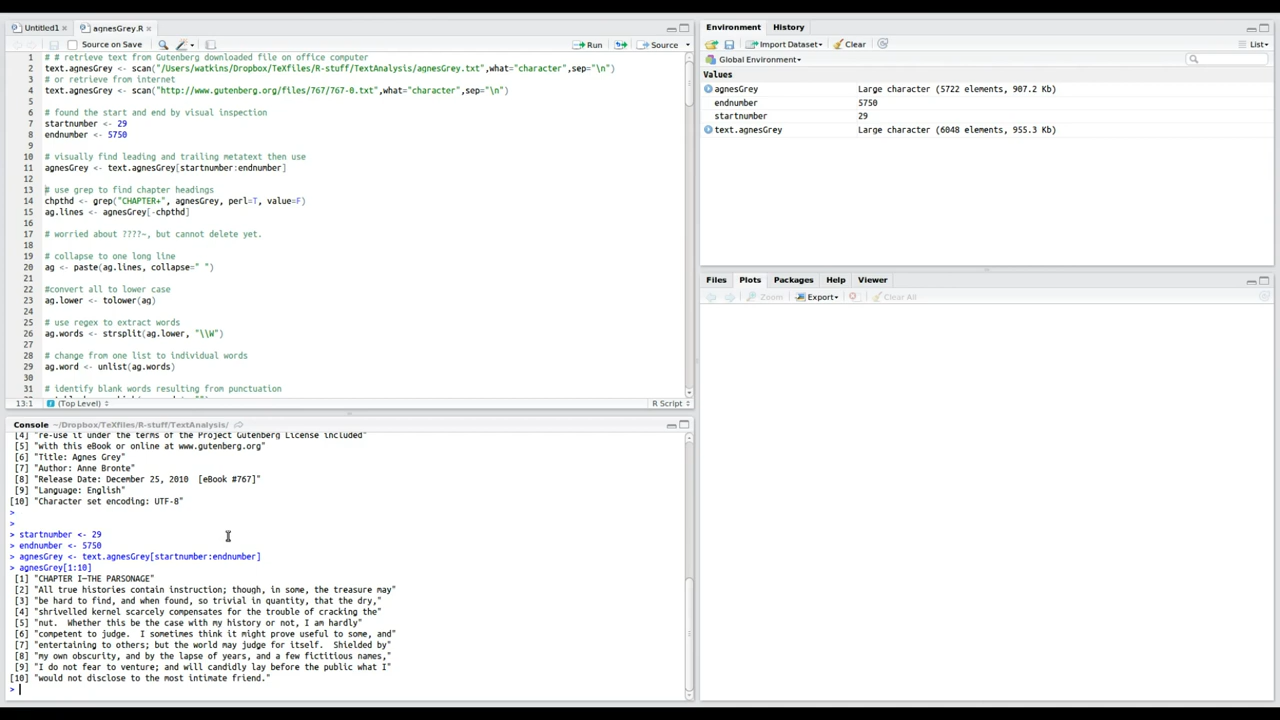 Untitled1
agnesGrey.R
Source on Save
Run
Source
1 # # retrieve text from Gutenberg downloaded file on office computer
2 text.agnesGrey <- scan("/Users/watkins/Dropbox/TeXfiles/R-stuff/TextAnalysis/agnesGrey.txt",what="character",sep="\n")
3 # or retrieve from internet
4 text.agnesGrey <- scan("http://www.gutenberg.org/files/767/767-0.txt",what="character",sep="\n")
5
6 # found the start and end by visual inspection
7 startnumber <- 29
8 endnumber <- 5750
9
10 # visually find leading and trailing metatext then use
11 agnesGrey <- text.agnesGrey[startnumber:endnumber]
12
13 # use grep to find chapter headings
14 chpthd <- grep("CHAPTER+", agnesGrey, perl=T, value=F)
15 ag.lines <- agnesGrey[-chpthd]
16
17 # worried about ????~, but cannot delete yet.
18
19 # collapse to one long line
20 ag <- paste(ag.lines, collapse=" ")
21
22 #convert all to lower case
23 ag.lower <- tolower(ag)
24
25 # use regex to extract words
26 ag.words <- strsplit(ag.lower, "\\W")
27
28 # change from one list to individual words
29 ag.word <- unlist(ag.words)
30
31 # identify blank words resulting from punctuation
13:1
(Top Level)
R Script
Console ~/Dropbox/TeXfiles/R-stuff/TextAnalysis/
[4] "re-use it under the terms of the Project Gutenberg License included"
[5] "with this eBook or online at www.gutenberg.org"
[6] "Title: Agnes Grey"
[7] "Author: Anne Bronte"
[8] "Release Date: December 25, 2010  [eBook #767]"
[9] "Language: English"
[10] "Character set encoding: UTF-8"
>
>
> startnumber <- 29
> endnumber <- 5750
> agnesGrey <- text.agnesGrey[startnumber:endnumber]
> agnesGrey[1:10]
[1] "CHAPTER I—THE PARSONAGE"
[2] "All true histories contain instruction; though, in some, the treasure may"
[3] "be hard to find, and when found, so trivial in quantity, that the dry,"
[4] "shrivelled kernel scarcely compensates for the trouble of cracking the"
[5] "nut.  Whether this be the case with my history or not, I am hardly"
[6] "competent to judge.  I sometimes think it might prove useful to some, and"
[7] "entertaining to others; but the world may judge for itself.  Shielded by"
[8] "my own obscurity, and by the lapse of years, and a few fictitious names,"
[9] "I do not fear to venture; and will candidly lay before the public what I"
[10] "would not disclose to the most intimate friend."
>
Environment History
Import Dataset Clear List
Global Environment
Values
agnesGrey Large character (5722 elements, 907.2 Kb)
endnumber 5750
startnumber 29
text.agnesGrey Large character (6048 elements, 955.3 Kb)
Files Plots Packages Help Viewer
Zoom Export Clear All